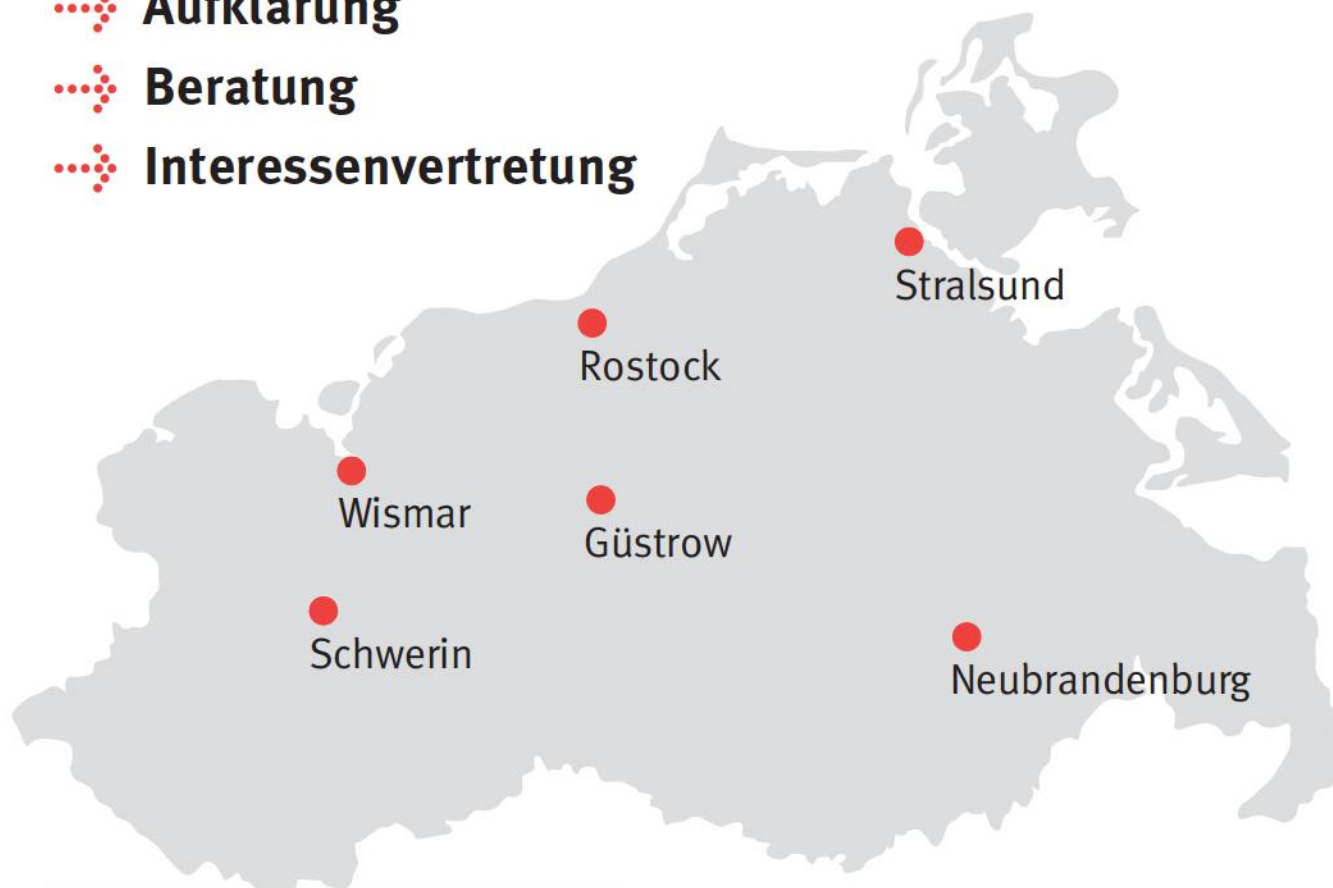 Aufklärung
Beratung
Interessenvertretung
Stralsund
Rostock
Wismar
Güstrow
Schwerin
Neubrandenburg